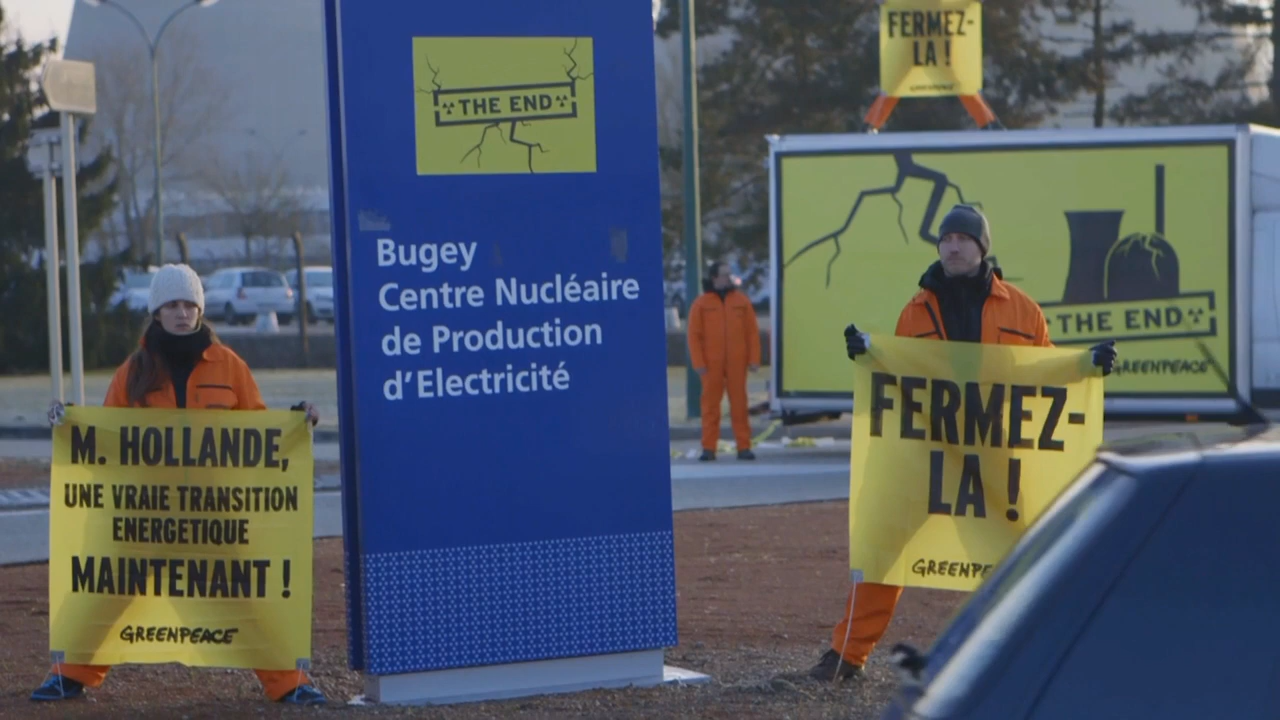 FERMEZ-
LA !
GREENPEACE
THE END
Bugey
Centre Nucléaire
de Production
d'Electricité
THE END
GREENPEACE
M. HOLLANDE,
UNE VRAIE TRANSITION
ENERGETIQUE
MAINTENANT !
GREENPEACE
FERMEZ-
LA !
GREENPE